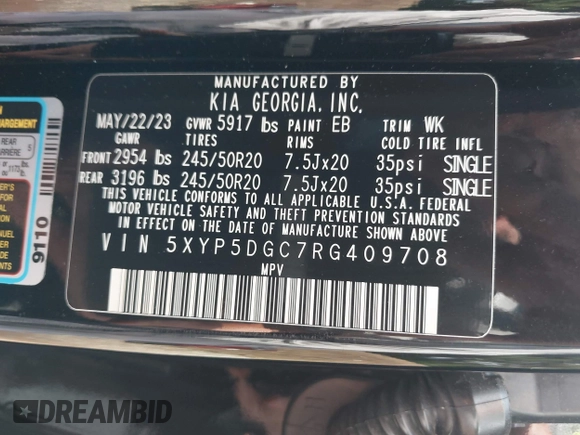 MANUFACTURED BY
KIA GEORGIA, INC.
MAY/22/23 GVWR 5917 lbs PAINT EB TRIM WK
GAWR TIRES RIMS COLD TIRE INFL
FRONT 2954 lbs 245/50R20 7.5Jx20 35psi SINGLE
REAR 3196 lbs 245/50R20 7.5Jx20 35psi SINGLE
THIS VEHICLE CONFORMS TO ALL APPLICABLE U.S.A. FEDERAL
MOTOR VEHICLE SAFETY AND THEFT PREVENTION STANDARDS
IN EFFECT ON THE DATE OF MANUFACTURE SHOWN ABOVE.
VIN 5XYP5DGC7RG409708
MPV
REAR 5
9110
DREAMBID